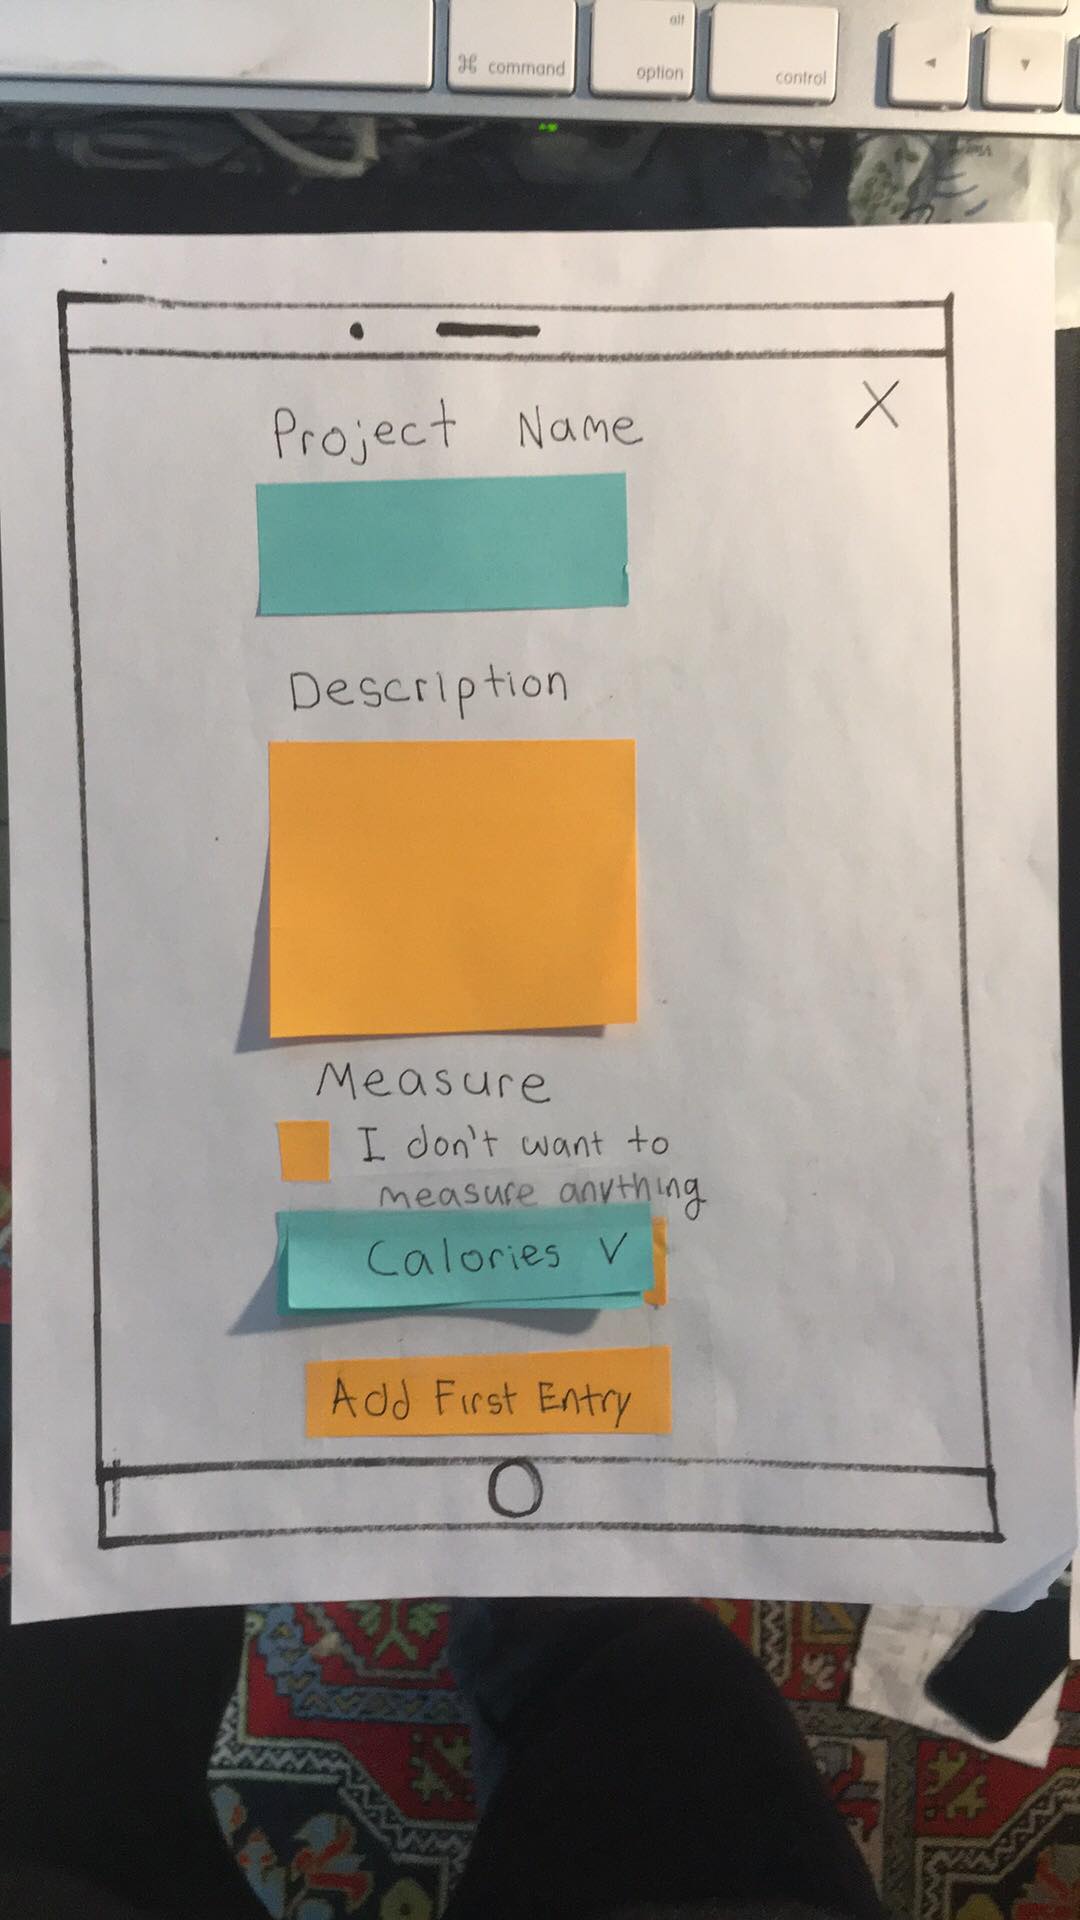 ⌘ command
alt
option
control
◄
▼
X
Project Name
Description
Measure
I don't want to
measure anything
Calories V
Add First Entry